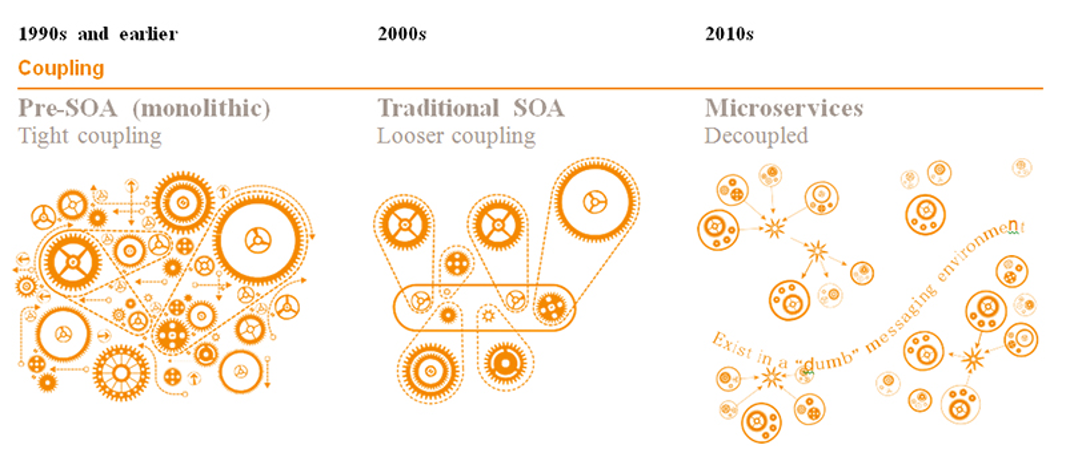 1990s and earlier
2000s
2010s
Coupling
Pre-SOA (monolithic)
Traditional SOA
Microservices
Tight coupling
Looser coupling
Decoupled
Exist in a “dumb” messaging environment